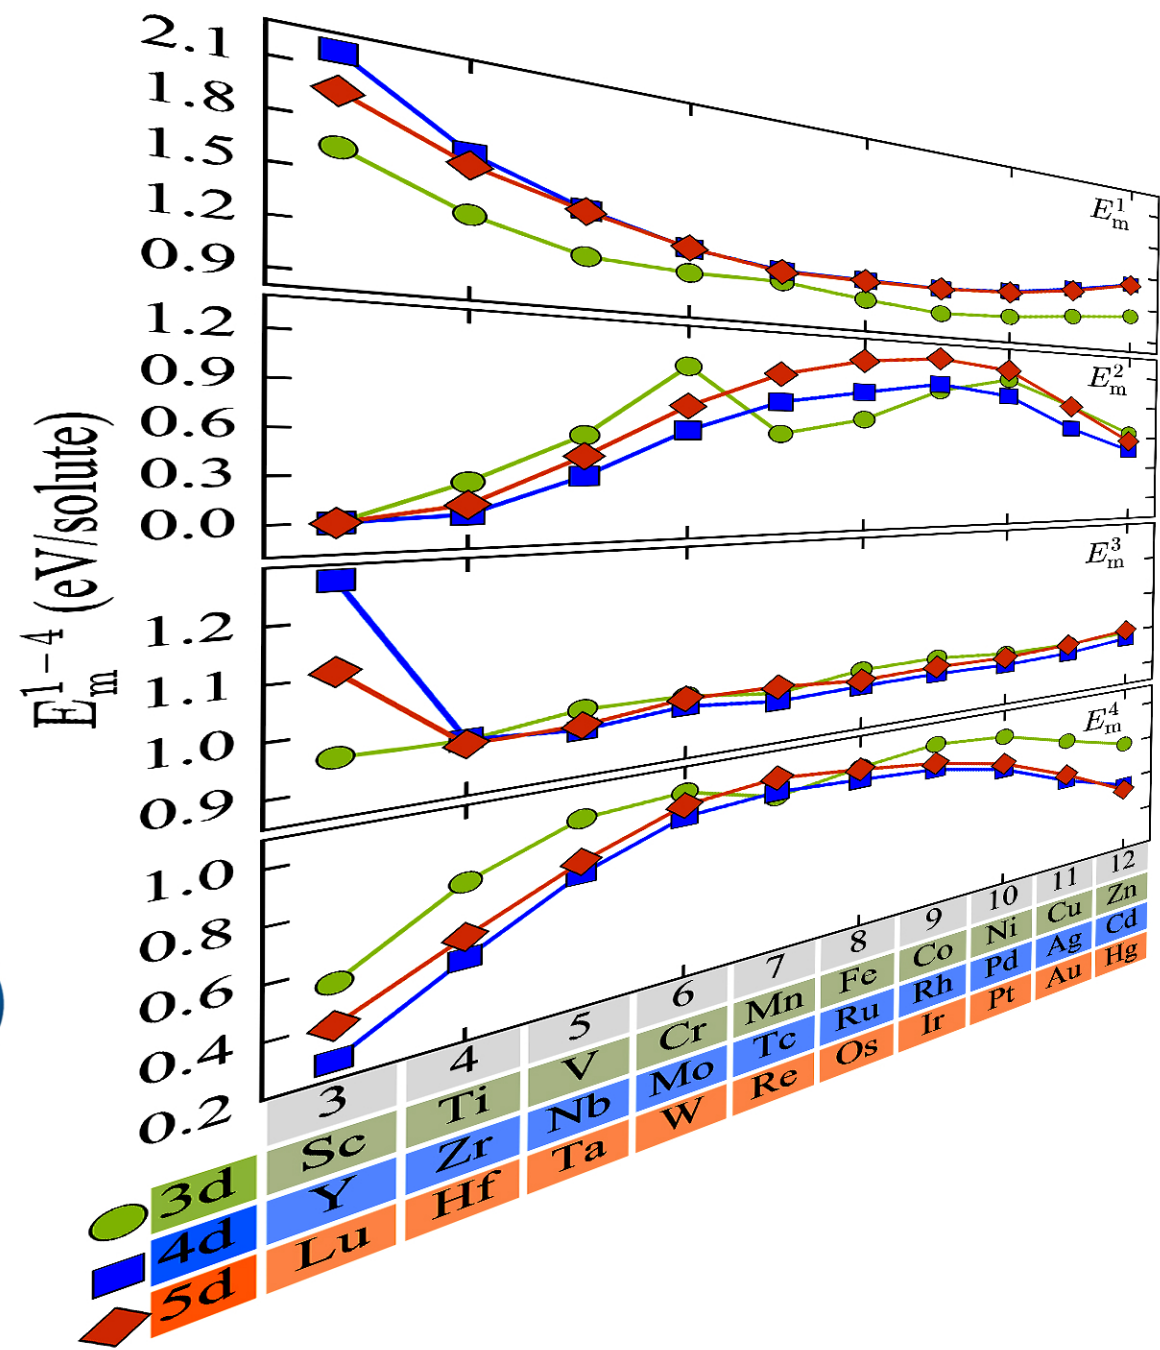 2.1
1.8
1.5
1.2
0.9
E¹ₘ
1.2
0.9
0.6
0.3
0.0
E²ₘ
E¹⁻⁴ₘ (eV/solute)
1.2
1.1
1.0
0.9
E³ₘ
1.0
0.8
0.6
0.4
0.2
E⁴ₘ
3 4 5 6 7 8 9 10 11 12
3d Sc Ti V Cr Mn Fe Co Ni Cu Zn
4d Y Zr Nb Mo Tc Ru Rh Pd Ag Cd
5d Lu Hf Ta W Re Os Ir Pt Au Hg